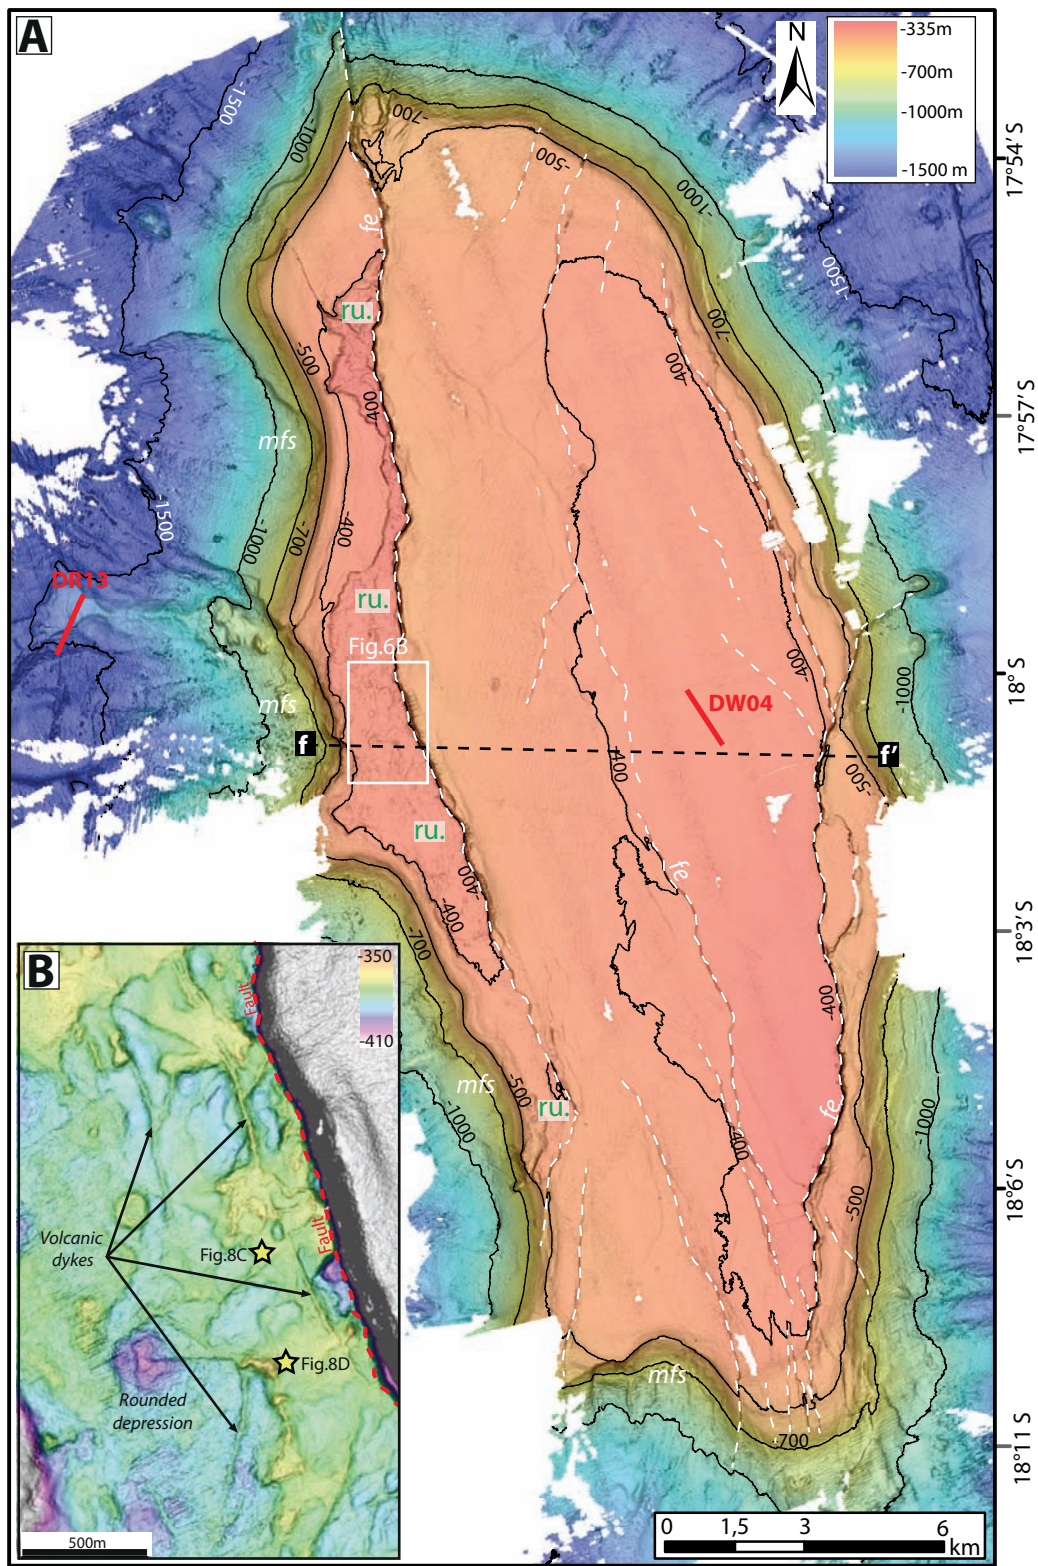 A
N
-335m
-700m
-1000m
-1500 m
-1500
-1000
-700
-500
-1000
-1500
17°54' S
fe
ru.
-500
400
400
-700
17°57' S
mfs
-1500
-1000
-700
-400
DR13
ru.
Fig.6B
400
-1000
18°S
mfs
DW04
f
f'
400
-500
ru.
fe
-400
-400
-700
18°3' S
400
B
-350
-410
Fault
mfs
-500
-1000
ru.
fe
-1000
400
18°6' S
-500
Volcanic
dykes
Fault
Fig.8C
Fig.8D
Rounded
depression
mfs
700
18°11 S
500m
0 1,5 3 6
km